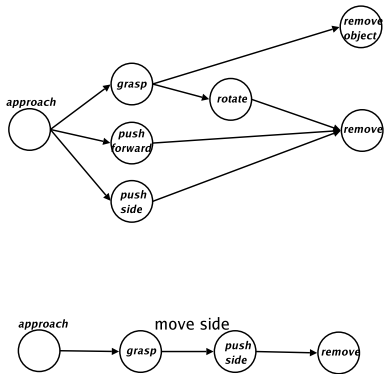 remove
object
grasp
rotate
approach
push
forward
remove
push
side
move side
approach
grasp
push
side
remove